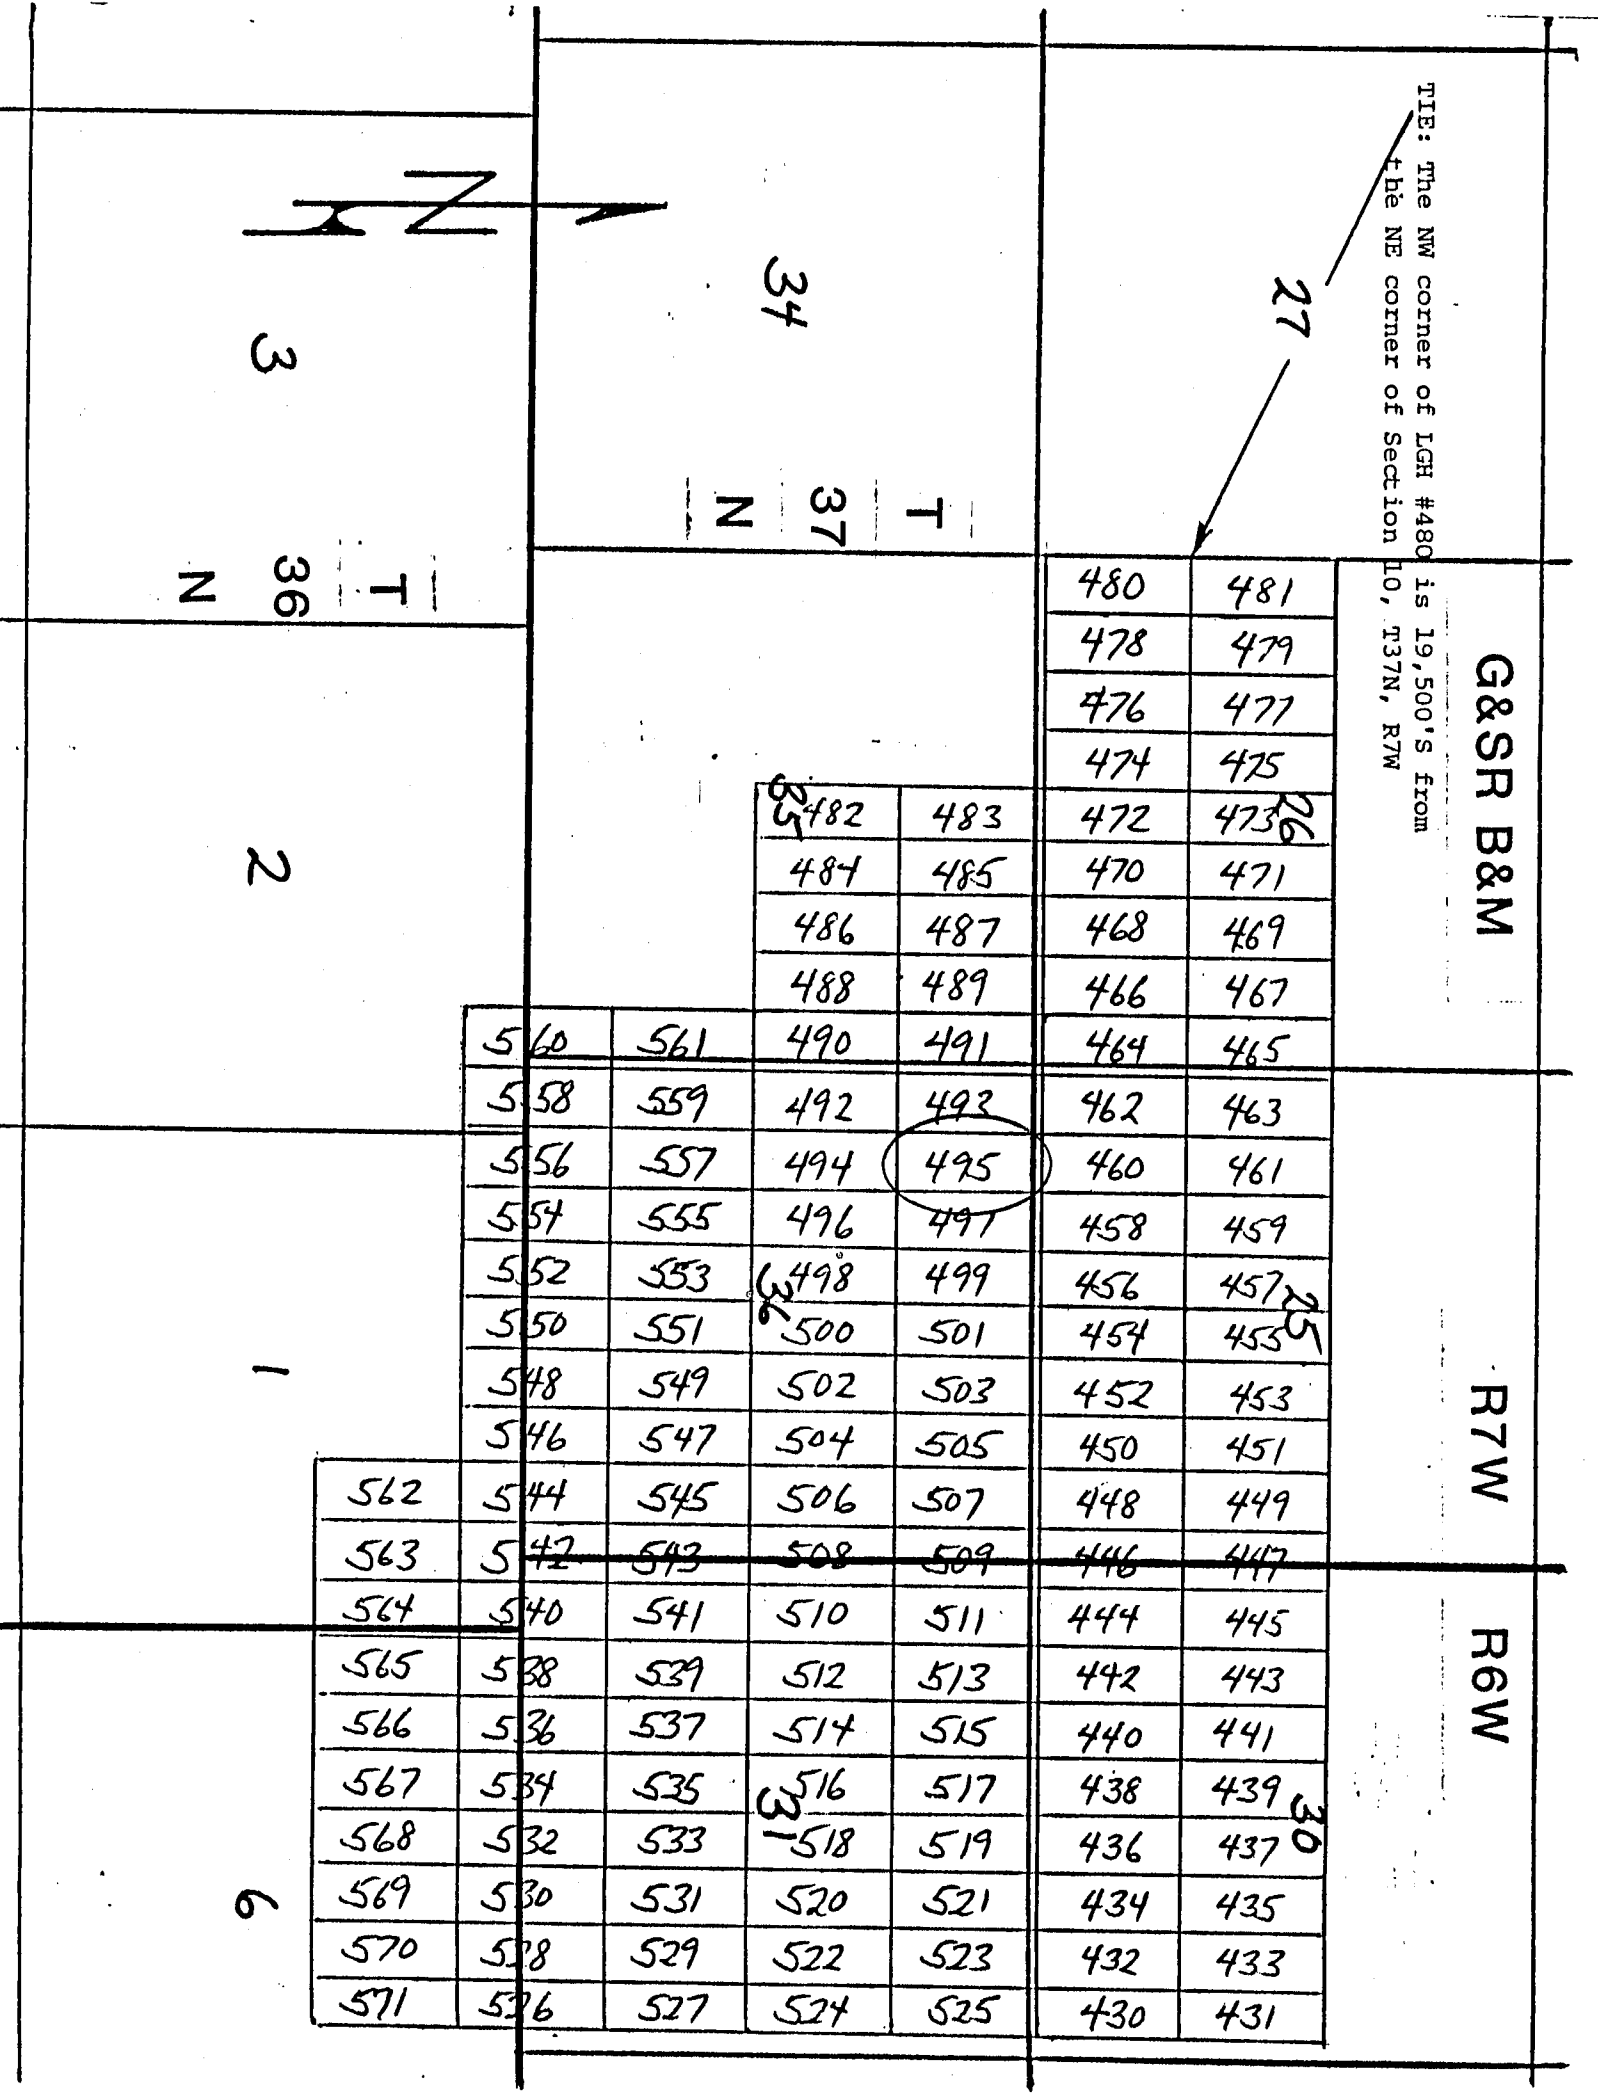 TIE: The NW corner of LGH #480 is 19,500'S from
the NE corner of Section 10, T37N, R7W
G&SR B&M
R7W
R6W
27
26
25
30
34
35
36
31
3
2
1
6
N
T
37
N
T
36
N
480 481
478 479
476 477
474 475
482 483 472 473
484 485 470 471
486 487 468 469
488 489 466 467
560 561 490 491 464 465
558 559 492 493 462 463
556 557 494 495 460 461
554 555 496 497 458 459
552 553 498 499 456 457
550 551 500 501 454 455
548 549 502 503 452 453
546 547 504 505 450 451
562 544 545 506 507 448 449
563 542 543 508 509 446 447
564 540 541 510 511 444 445
565 538 539 512 513 442 443
566 536 537 514 515 440 441
567 534 535 516 517 438 439
568 532 533 518 519 436 437
569 530 531 520 521 434 435
570 528 529 522 523 432 433
571 526 527 524 525 430 431